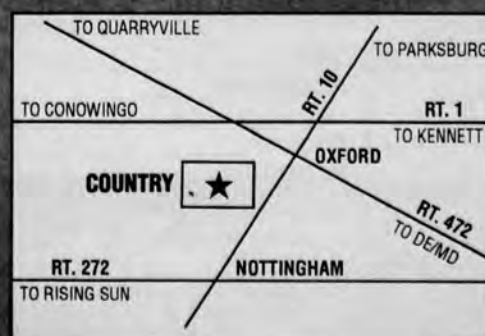 TO QUARRYVILLE
TO PARKSBURG
RT. 10
TO CONOWINGO
RT. 1
TO KENNETT
OXFORD
COUNTRY
RT. 472
TO DE/MD
RT. 272
NOTTINGHAM
TO RISING SUN